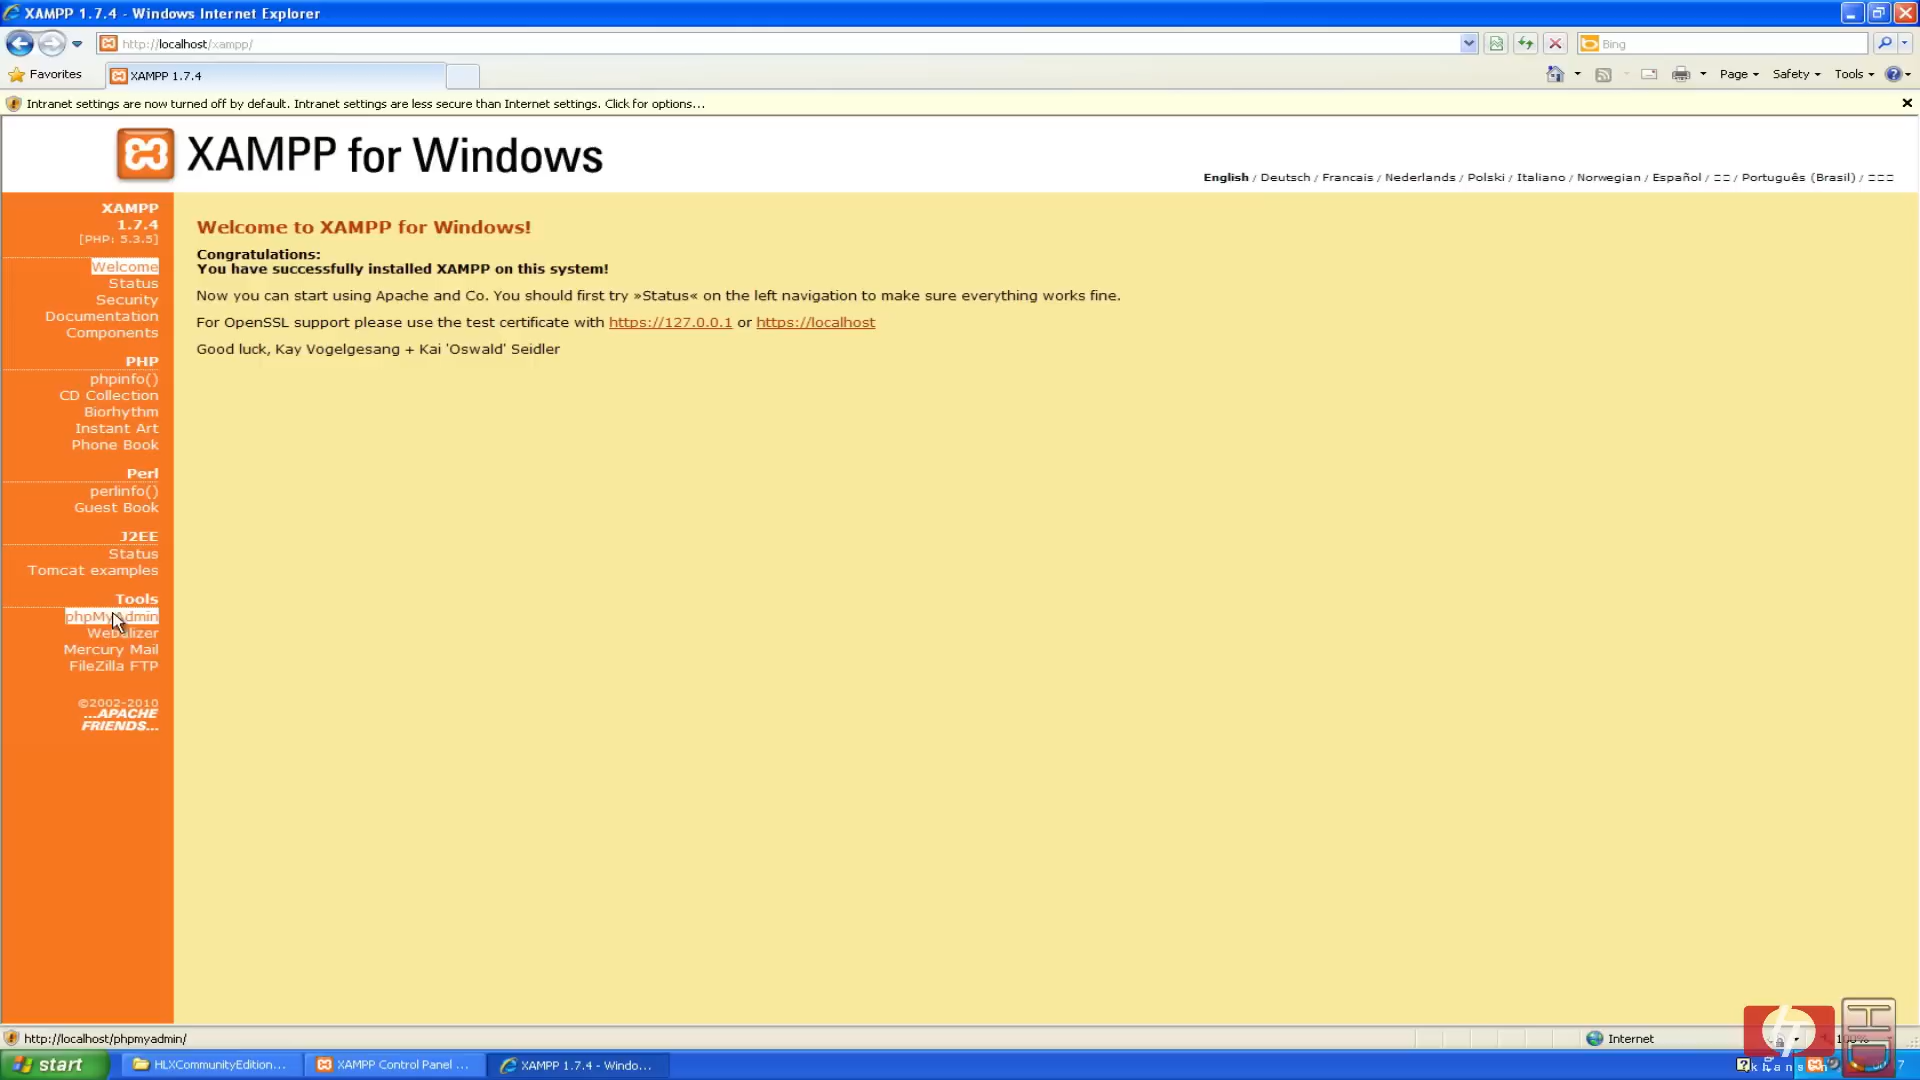 XAMPP 1.7.4 - Windows Internet Explorer
http://localhost/xampp/
Bing
Favorites
XAMPP 1.7.4
Page
Safety
Tools
Intranet settings are now turned off by default. Intranet settings are less secure than Internet settings. Click for options...
XAMPP for Windows
English / Deutsch / Francais / Nederlands / Polski / Italiano / Norwegian / Español / □□ / Português (Brasil) / □□□
XAMPP
1.7.4
[PHP: 5.3.5]
Welcome
Status
Security
Documentation
Components
PHP
phpinfo()
CD Collection
Biorhythm
Instant Art
Phone Book
Perl
perlinfo()
Guest Book
J2EE
Status
Tomcat examples
Tools
phpMyAdmin
Webalizer
Mercury Mail
FileZilla FTP
©2002-2010
...APACHE
FRIENDS...
Welcome to XAMPP for Windows!
Congratulations:
You have successfully installed XAMPP on this system!
Now you can start using Apache and Co. You should first try »Status« on the left navigation to make sure everything works fine.
For OpenSSL support please use the test certificate with https://127.0.0.1 or https://localhost
Good luck, Kay Vogelgesang + Kai 'Oswald' Seidler
http://localhost/phpmyadmin/
Internet
100%
start
HLXCommunityEdition...
XAMPP Control Panel ...
XAMPP 1.7.4 - Windo...
HD